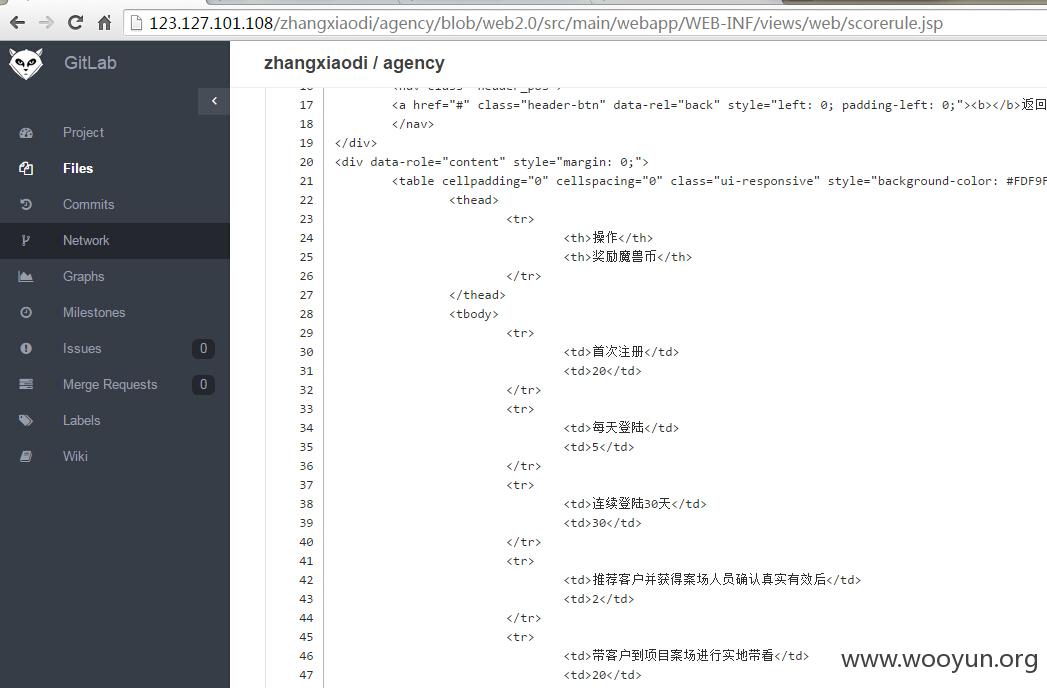 123.127.101.108/zhangxiaodi/agency/blob/web2.0/src/main/webapp/WEB-INF/views/web/scorerule.jsp
GitLab
zhangxiaodi / agency
Project
Files
Commits
Network
Graphs
Milestones
Issues 0
Merge Requests 0
Labels
Wiki
17 <a href="#" class="header-btn" data-rel="back" style="left: 0; padding-left: 0;"><b></b>返回
18 </nav>
19 </div>
20 <div data-role="content" style="margin: 0;">
21 <table cellpadding="0" cellspacing="0" class="ui-responsive" style="background-color: #FDF9F
22 <thead>
23 <tr>
24 <th>操作</th>
25 <th>奖励魔兽币</th>
26 </tr>
27 </thead>
28 <tbody>
29 <tr>
30 <td>首次注册</td>
31 <td>20</td>
32 </tr>
33 <tr>
34 <td>每天登陆</td>
35 <td>5</td>
36 </tr>
37 <tr>
38 <td>连续登陆30天</td>
39 <td>30</td>
40 </tr>
41 <tr>
42 <td>推荐客户并获得案场人员确认真实有效后</td>
43 <td>2</td>
44 </tr>
45 <tr>
46 <td>带客户到项目案场进行实地带看</td>
47 <td>20</td>
www.wooyun.org